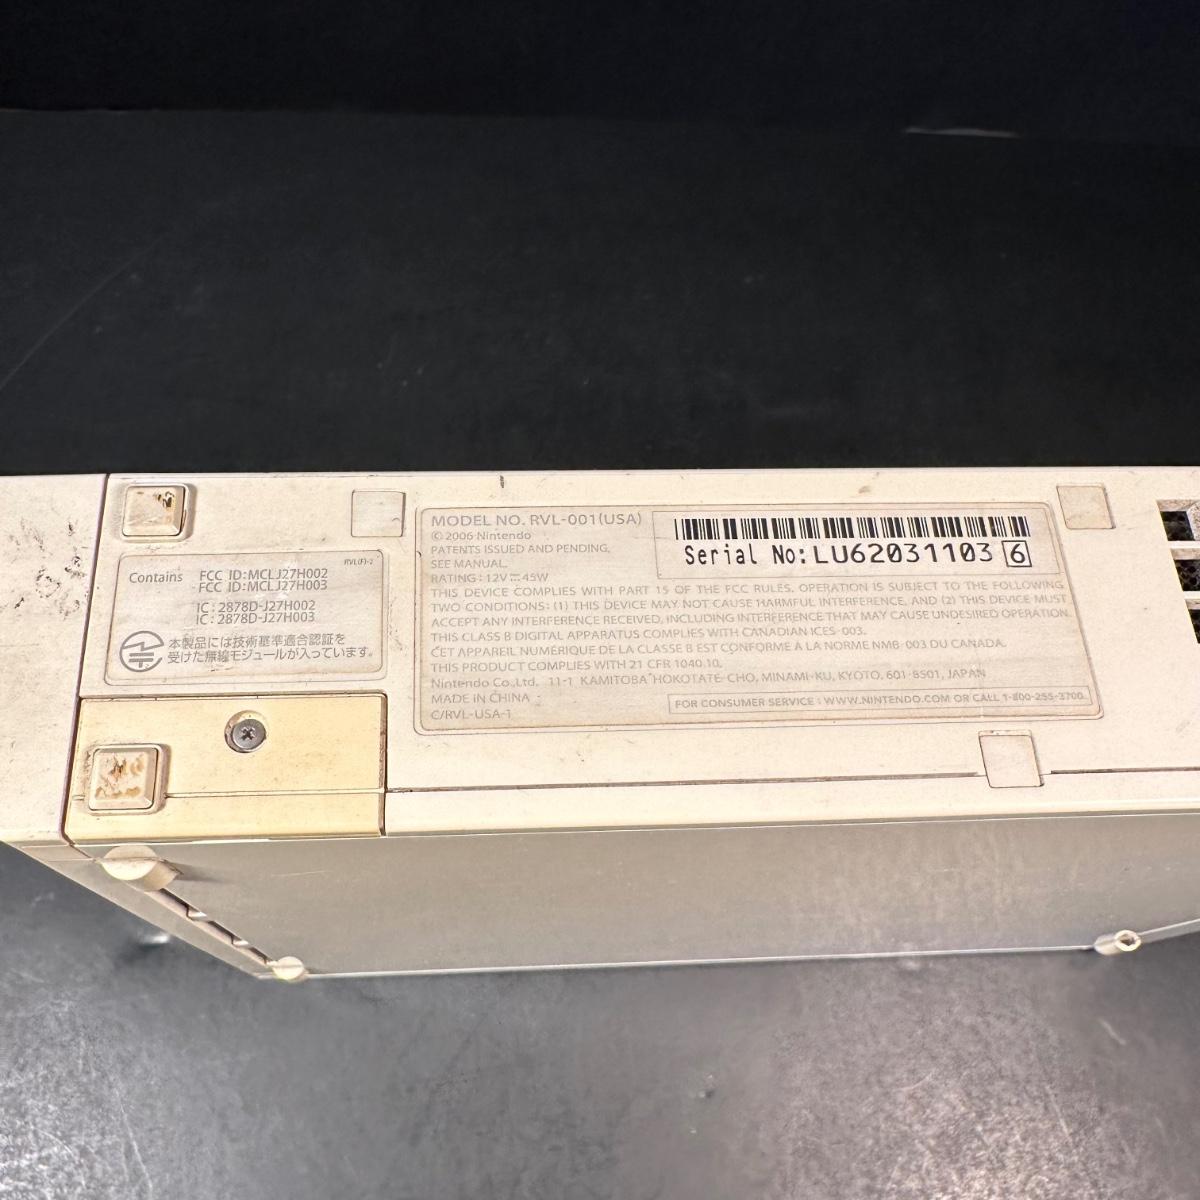 RVL(F)-2
Contains FCC ID:MCLJ27H002
FCC ID:MCLJ27H003
IC : 2878D-J27H002
IC : 2878D-J27H003
本製品には技術基準適合認証を
受けた無線モジュールが入っています。
MODEL NO. RVL-001(USA)
©2006 Nintendo
PATENTS ISSUED AND PENDING,
SEE MANUAL.
RATING : 12V⎓45W
Serial No:LU62031103 6
THIS DEVICE COMPLIES WITH PART 15 OF THE FCC RULES. OPERATION IS SUBJECT TO THE FOLLOWING
TWO CONDITIONS: (1) THIS DEVICE MAY NOT CAUSE HARMFUL INTERFERENCE, AND (2) THIS DEVICE MUST
ACCEPT ANY INTERFERENCE RECEIVED, INCLUDING INTERFERENCE THAT MAY CAUSE UNDESIRED OPERATION.
THIS CLASS B DIGITAL APPARATUS COMPLIES WITH CANADIAN ICES-003.
CET APPAREIL NUMÉRIQUE DE LA CLASSE B EST CONFORME A LA NORME NMB-003 DU CANADA.
THIS PRODUCT COMPLIES WITH 21 CFR 1040.10.
Nintendo Co.,Ltd. 11-1 KAMITOBA HOKOTATE-CHO, MINAMI-KU, KYOTO, 601-8501, JAPAN
MADE IN CHINA
C/RVL-USA-1
FOR CONSUMER SERVICE : WWW.NINTENDO.COM OR CALL 1-800-255-3700.